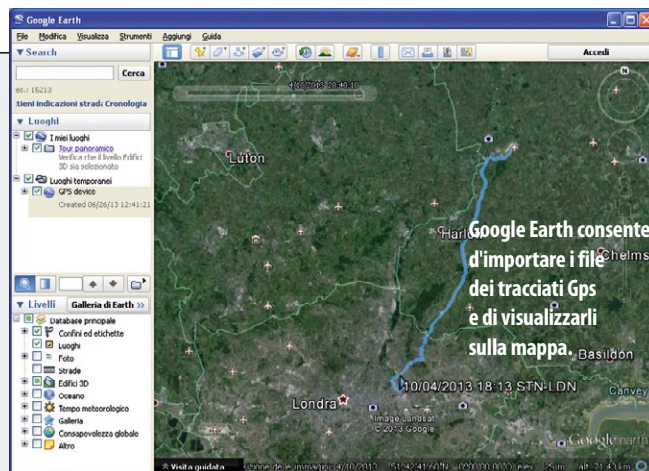 Google Earth
File Modifica Visualizza Strumenti Aggiungi Guida
Search
Cerca
es.: 15213
Cronologia
Luoghi
I miei luoghi
Tour panoramico
Verifica che il livello Edifici
3D sia selezionato
Luoghi temporanei
GPS device
Created 06/26/13 12:41:21
Livelli
Galleria di Earth >>
Database principale
Confini ed etichette
Luoghi
Foto
Strade
Edifici 3D
Oceano
Tempo meteorologico
Galleria
Consapevolezza globale
Altro
Accedi
N
Luton
Harlow
Chelms
Google Earth consente
d'importare i file
dei tracciati Gps
e di visualizzarli
sulla mappa.
Basildon
10/04/2013 18:13 STN-LDN
Londra
Canvey
Image Landsat
© 2013 Google
Google earth
Visita guidata